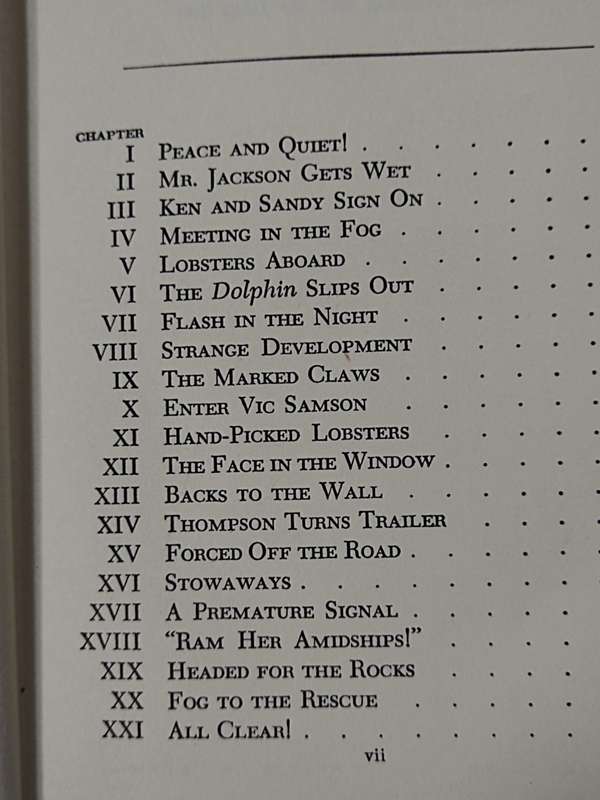 CHAPTER
I PEACE AND QUIET! . . . . . . .
II MR. JACKSON GETS WET . . . . .
III KEN AND SANDY SIGN ON . . . . .
IV MEETING IN THE FOG . . . . . .
V LOBSTERS ABOARD . . . . . . .
VI THE Dolphin SLIPS OUT . . . . .
VII FLASH IN THE NIGHT . . . . . .
VIII STRANGE DEVELOPMENT . . . . .
IX THE MARKED CLAWS . . . . . .
X ENTER VIC SAMSON . . . . . .
XI HAND-PICKED LOBSTERS . . . . .
XII THE FACE IN THE WINDOW . . . . .
XIII BACKS TO THE WALL . . . . . .
XIV THOMPSON TURNS TRAILER . . . .
XV FORCED OFF THE ROAD . . . . . .
XVI STOWAWAYS . . . . . . . . .
XVII A PREMATURE SIGNAL . . . . .
XVIII “RAM HER AMIDSHIPS!” . . . . .
XIX HEADED FOR THE ROCKS . . . .
XX FOG TO THE RESCUE . . . . .
XXI ALL CLEAR! . . . . . . . .
vii